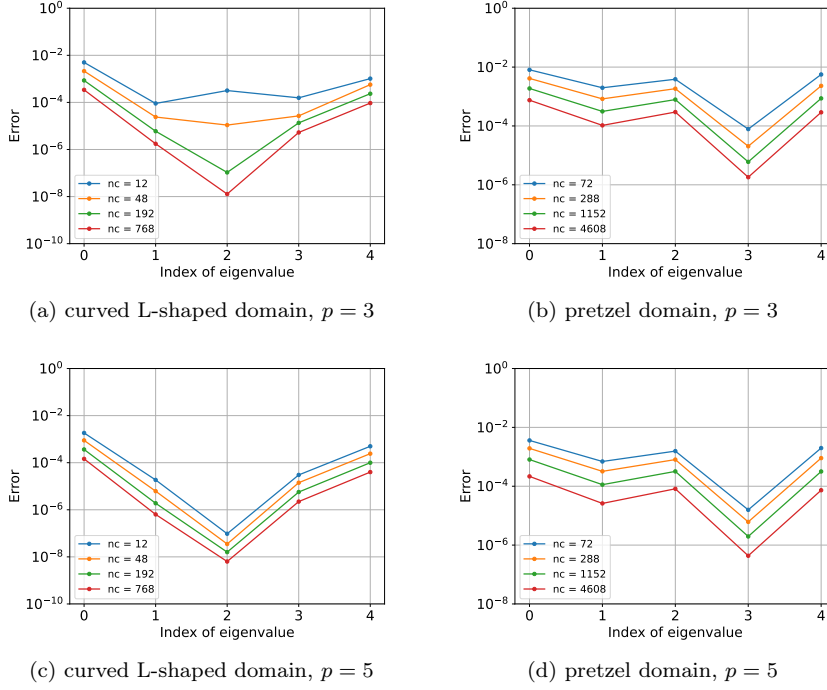 10^0
10^−2
10^−4
10^−6
10^−8
10^−10
Error
nc = 12
nc = 48
nc = 192
nc = 768
0 1 2 3 4
Index of eigenvalue
(a) curved L-shaped domain, p = 3
10^0
10^−2
10^−4
10^−6
10^−8
Error
nc = 72
nc = 288
nc = 1152
nc = 4608
0 1 2 3 4
Index of eigenvalue
(b) pretzel domain, p = 3
10^0
10^−2
10^−4
10^−6
10^−8
10^−10
Error
nc = 12
nc = 48
nc = 192
nc = 768
0 1 2 3 4
Index of eigenvalue
(c) curved L-shaped domain, p = 5
10^0
10^−2
10^−4
10^−6
10^−8
Error
nc = 72
nc = 288
nc = 1152
nc = 4608
0 1 2 3 4
Index of eigenvalue
(d) pretzel domain, p = 5